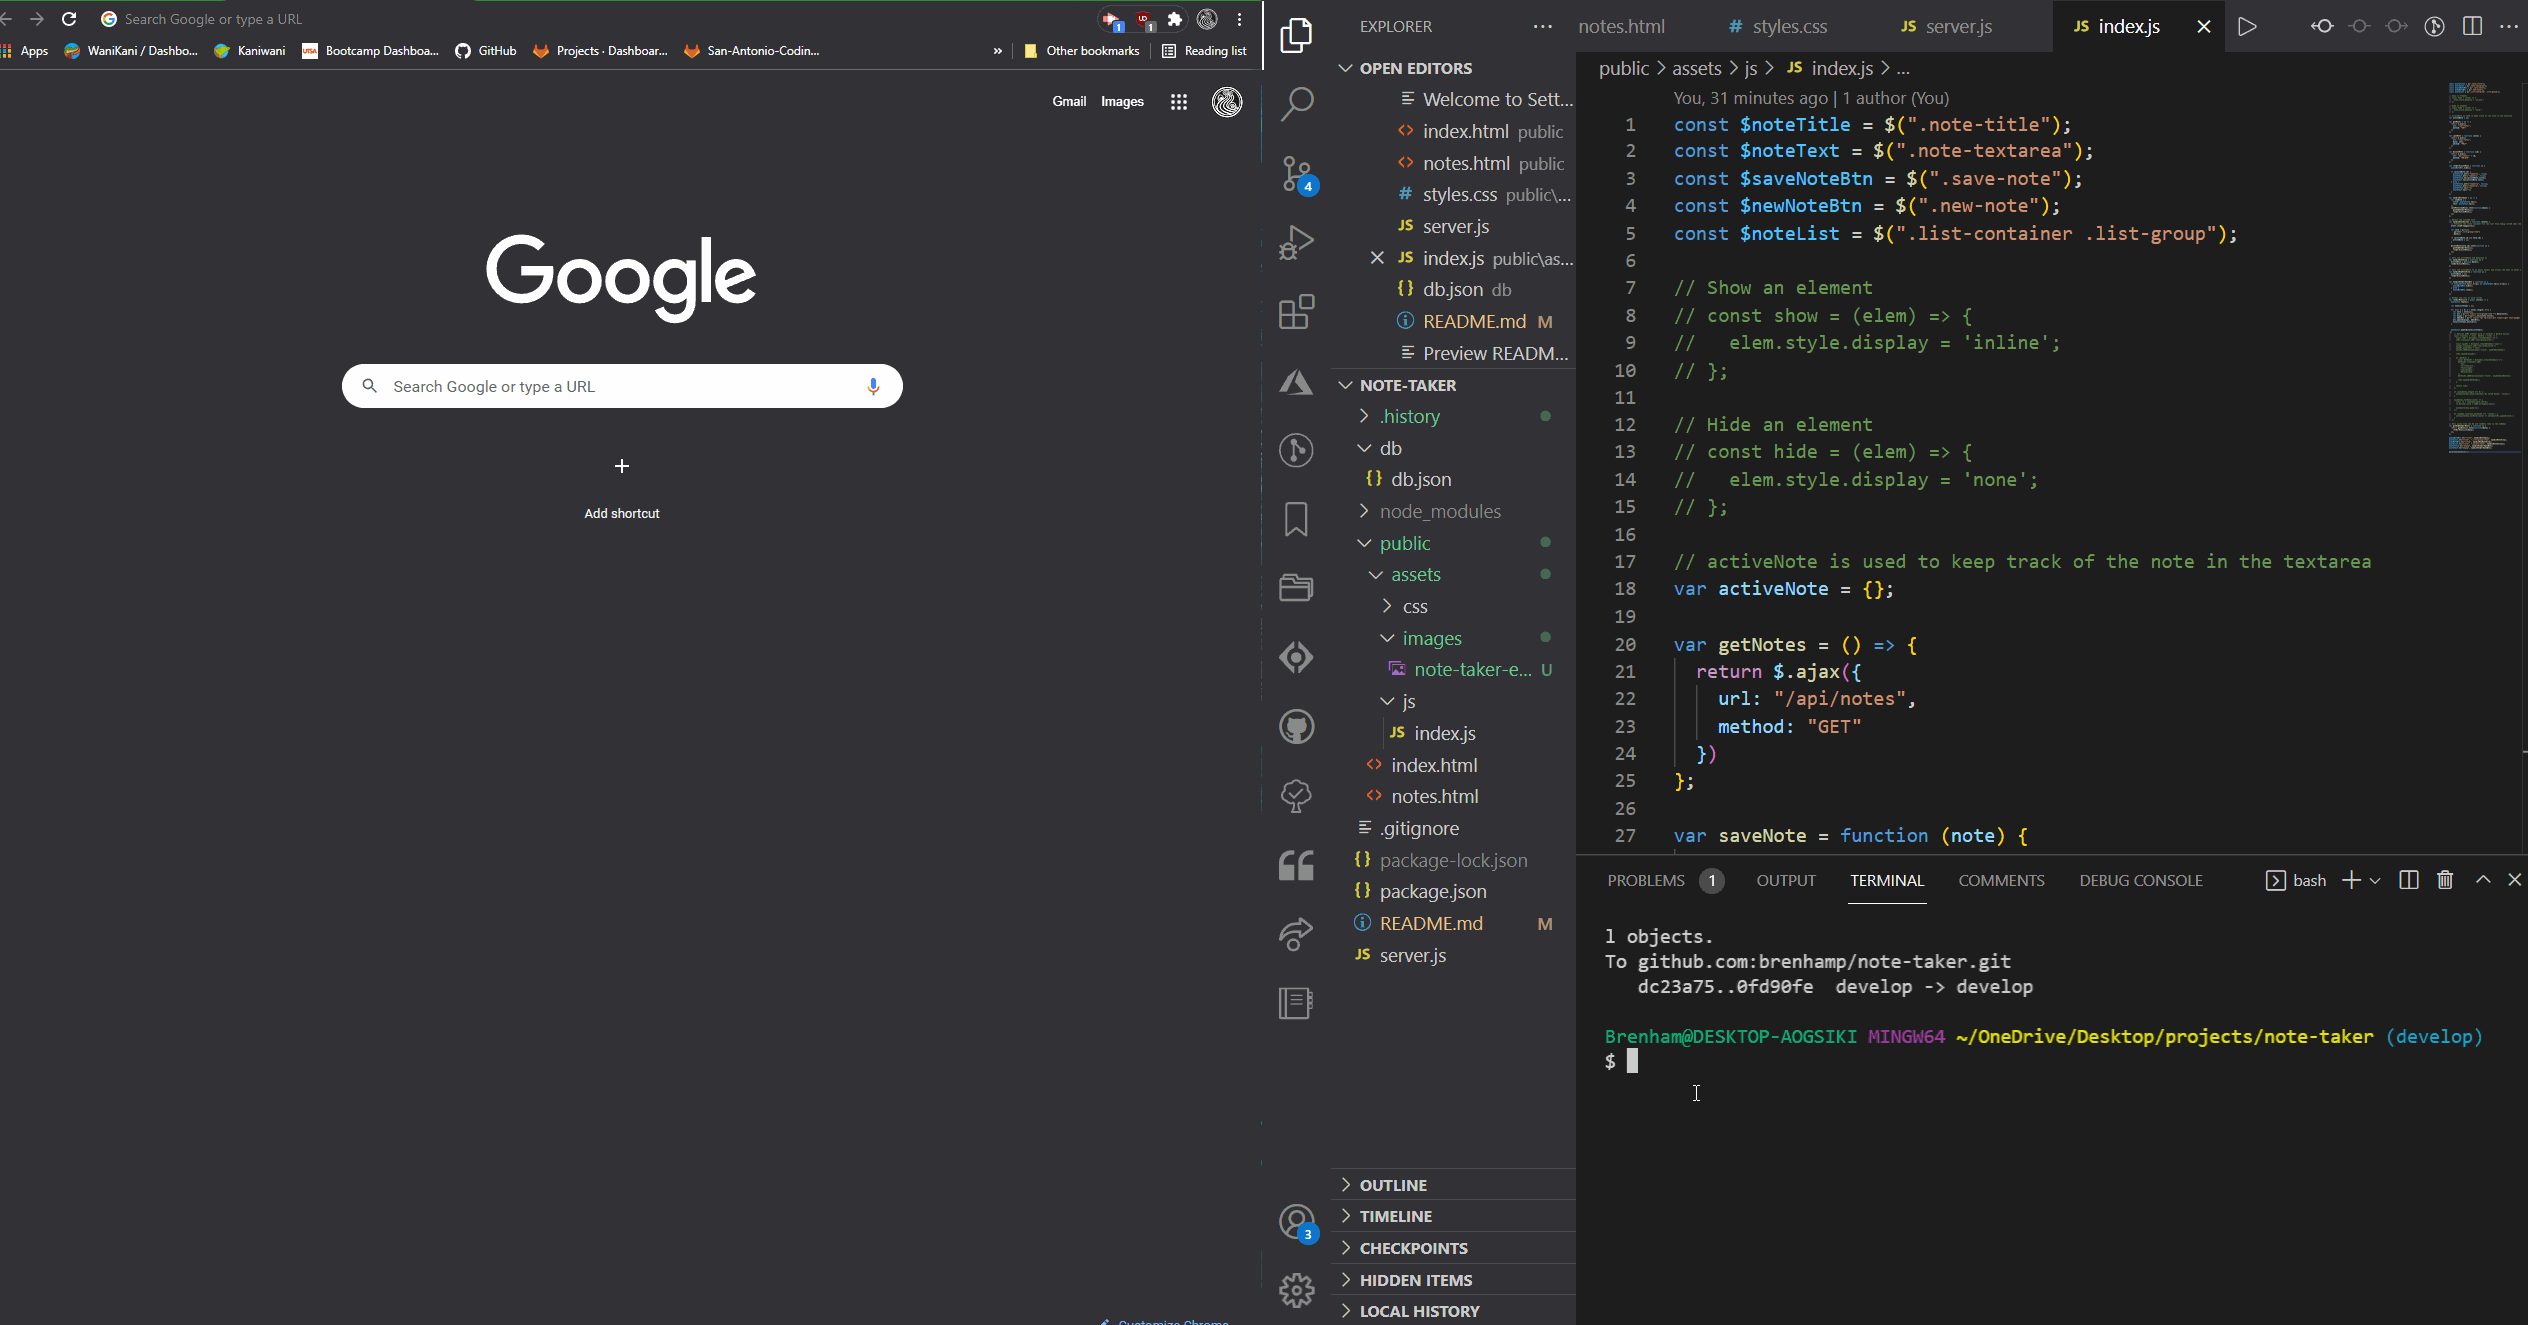 Search Google or type a URL
1
1
Apps
WaniKani / Dashbo...
Kaniwani
Bootcamp Dashboa...
GitHub
Projects · Dashboar...
San-Antonio-Codin...
»
Other bookmarks
Reading list
Gmail
Images
Google
Search Google or type a URL
Add shortcut
4
3
EXPLORER
OPEN EDITORS
Welcome to Sett...
index.html public
notes.html public
styles.css public\...
JS server.js
JS index.js public\as...
{} db.json db
README.md M
Preview READM...
NOTE-TAKER
.history
db
{} db.json
node_modules
public
assets
css
images
note-taker-e... U
js
JS index.js
index.html
notes.html
.gitignore
{} package-lock.json
{} package.json
README.md M
JS server.js
OUTLINE
TIMELINE
CHECKPOINTS
HIDDEN ITEMS
LOCAL HISTORY
notes.html
# styles.css
JS server.js
JS index.js
public > assets > js > JS index.js > ...
You, 31 minutes ago | 1 author (You)
1 const $noteTitle = $(".note-title");
2 const $noteText = $(".note-textarea");
3 const $saveNoteBtn = $(".save-note");
4 const $newNoteBtn = $(".new-note");
5 const $noteList = $(".list-container .list-group");
6
7 // Show an element
8 // const show = (elem) => {
9 //   elem.style.display = 'inline';
10 // };
11
12 // Hide an element
13 // const hide = (elem) => {
14 //   elem.style.display = 'none';
15 // };
16
17 // activeNote is used to keep track of the note in the textarea
18 var activeNote = {};
19
20 var getNotes = () => {
21   return $.ajax({
22     url: "/api/notes",
23     method: "GET"
24   })
25 };
26
27 var saveNote = function (note) {
PROBLEMS 1
OUTPUT
TERMINAL
COMMENTS
DEBUG CONSOLE
bash
l objects.
To github.com:brenhamp/note-taker.git
dc23a75..0fd90fe  develop -> develop
Brenham@DESKTOP-AOGSIKI MINGW64 ~/OneDrive/Desktop/projects/note-taker (develop)
$